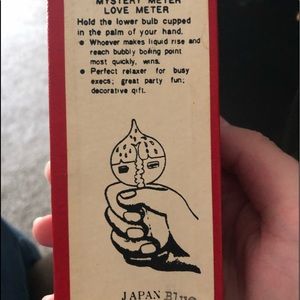 MYSTERY METER
LOVE METER
Hold the lower bulb cupped
in the palm of your hand.
● Whoever makes liquid rise and
reach bubbly boiling point
most quickly, wins.
● Perfect relaxer for busy
execs; great party fun;
decorative gift.
JAPAN Blue